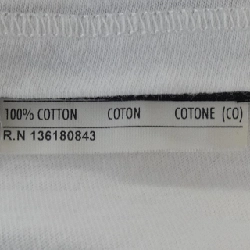 100% COTTON COTON COTONE (CO)
R.N 136180843